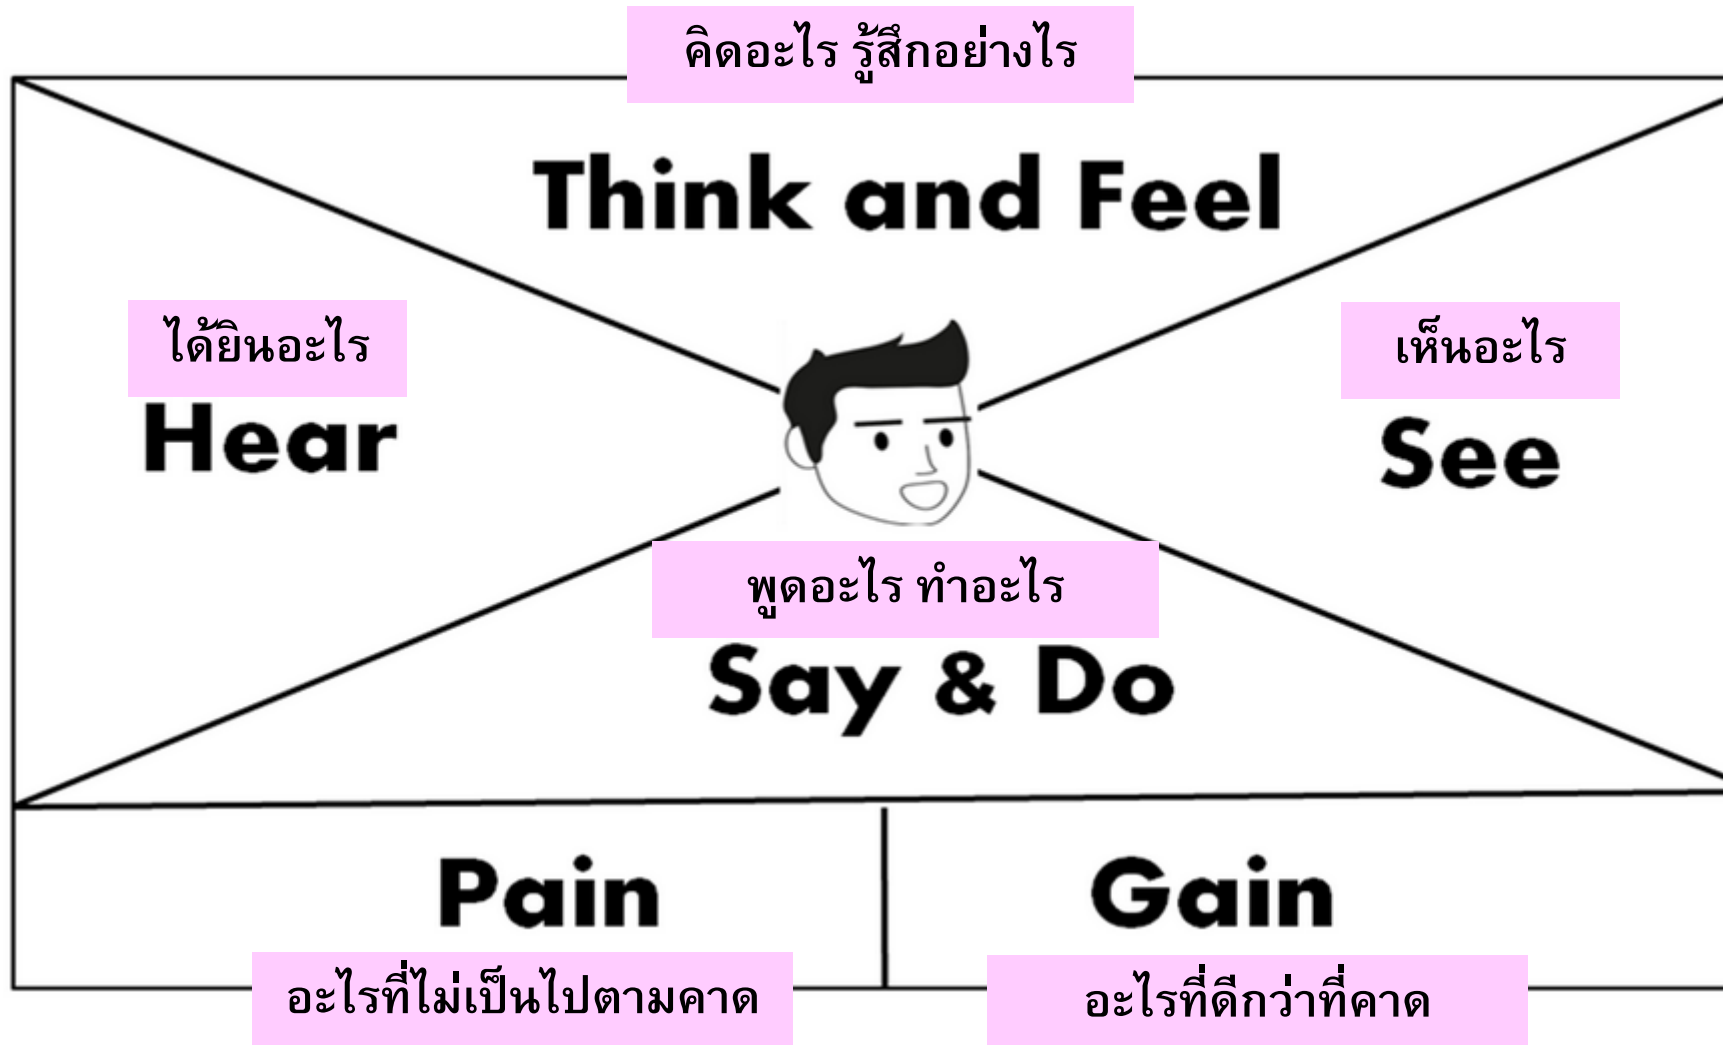 คิดอะไร รู้สึกอย่างไร
Think and Feel
ได้ยินอะไร
Hear
เห็นอะไร
See
พูดอะไร ทำอะไร
Say & Do
Pain
อะไรที่ไม่เป็นไปตามคาด
Gain
อะไรที่ดีกว่าที่คาด